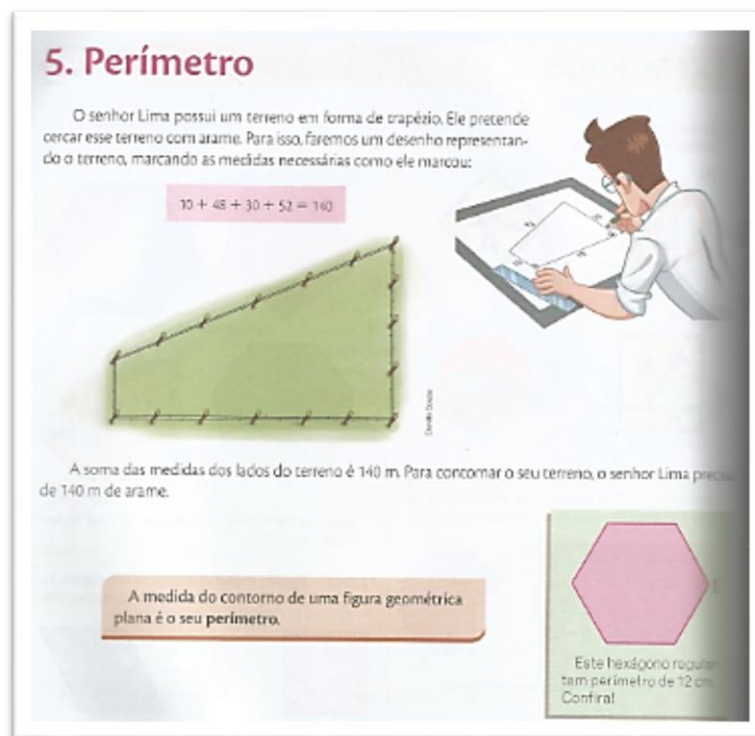 5. Perímetro
O senhor Lima possui um terreno em forma de trapézio. Ele pretende
cercar esse terreno com arame. Para isso, faremos um desenho representan-
do o terreno, marcando as medidas necessárias como ele marcou:
10 + 48 + 30 + 52 = 140
A soma das medidas dos lados do terreno é 140 m. Para contornar o seu terreno, o senhor Lima
de 140 m de arame.
A medida do contorno de uma figura geométrica
plana é o seu perímetro.
Este hexágono regular
tem perímetro de 12 cm.
Confira!